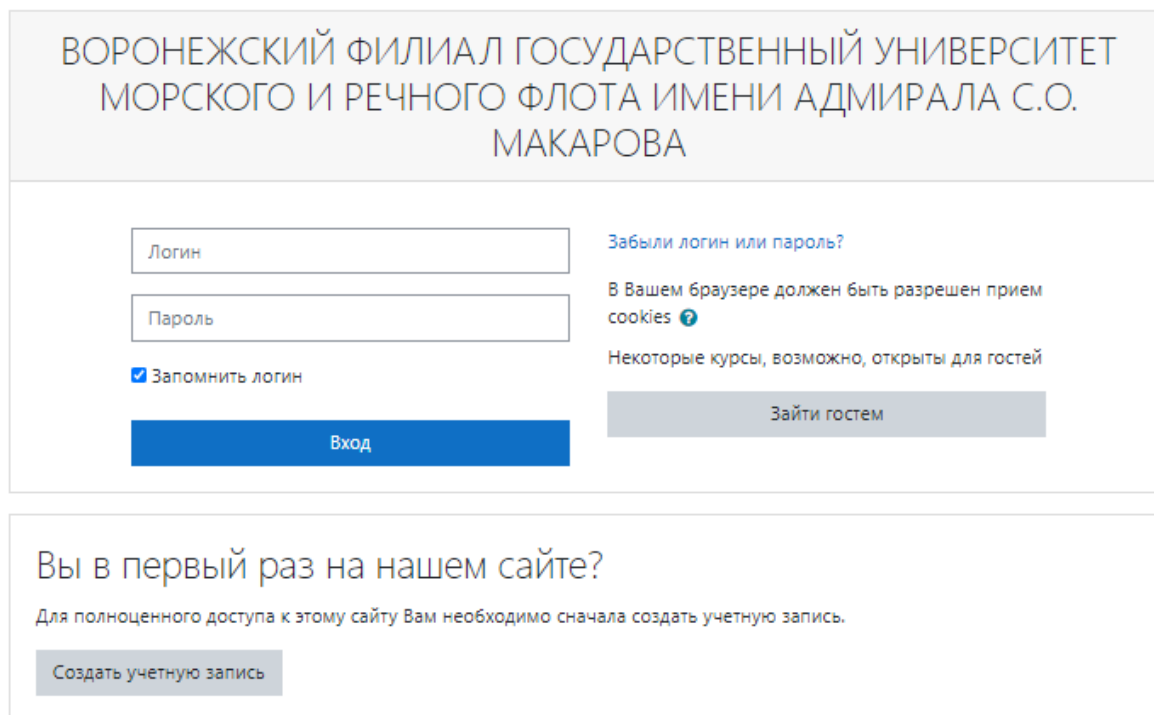 ВОРОНЕЖСКИЙ ФИЛИАЛ ГОСУДАРСТВЕННЫЙ УНИВЕРСИТЕТ
МОРСКОГО И РЕЧНОГО ФЛОТА ИМЕНИ АДМИРАЛА С.О.
МАКАРОВА
Логин
Пароль
Запомнить логин
Вход
Забыли логин или пароль?
В Вашем браузере должен быть разрешен прием
cookies ?
Некоторые курсы, возможно, открыты для гостей
Зайти гостем
Вы в первый раз на нашем сайте?
Для полноценного доступа к этому сайту Вам необходимо сначала создать учетную запись.
Создать учетную запись